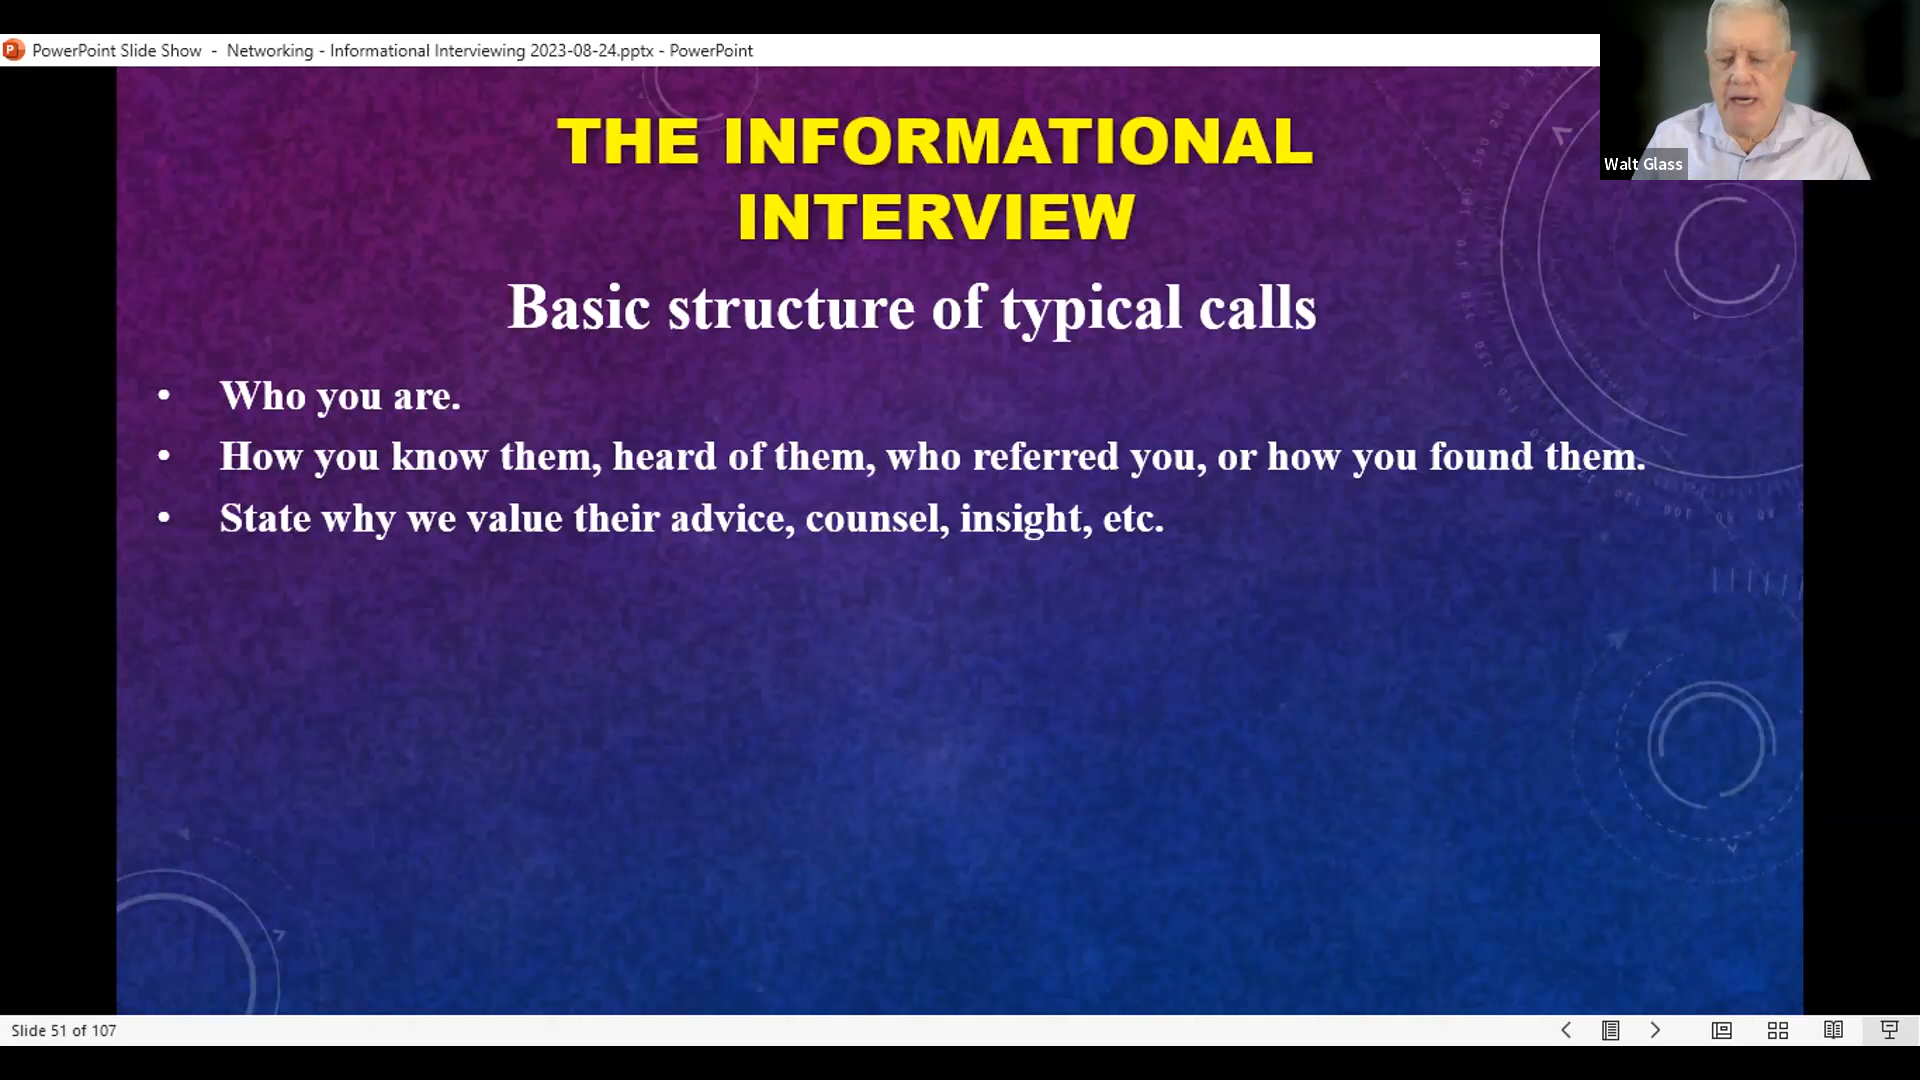 PowerPoint Slide Show - Networking - Informational Interviewing 2023-08-24.pptx - PowerPoint
Walt Glass
THE INFORMATIONAL
INTERVIEW
Basic structure of typical calls
• Who you are.
• How you know them, heard of them, who referred you, or how you found them.
• State why we value their advice, counsel, insight, etc.
Slide 51 of 107